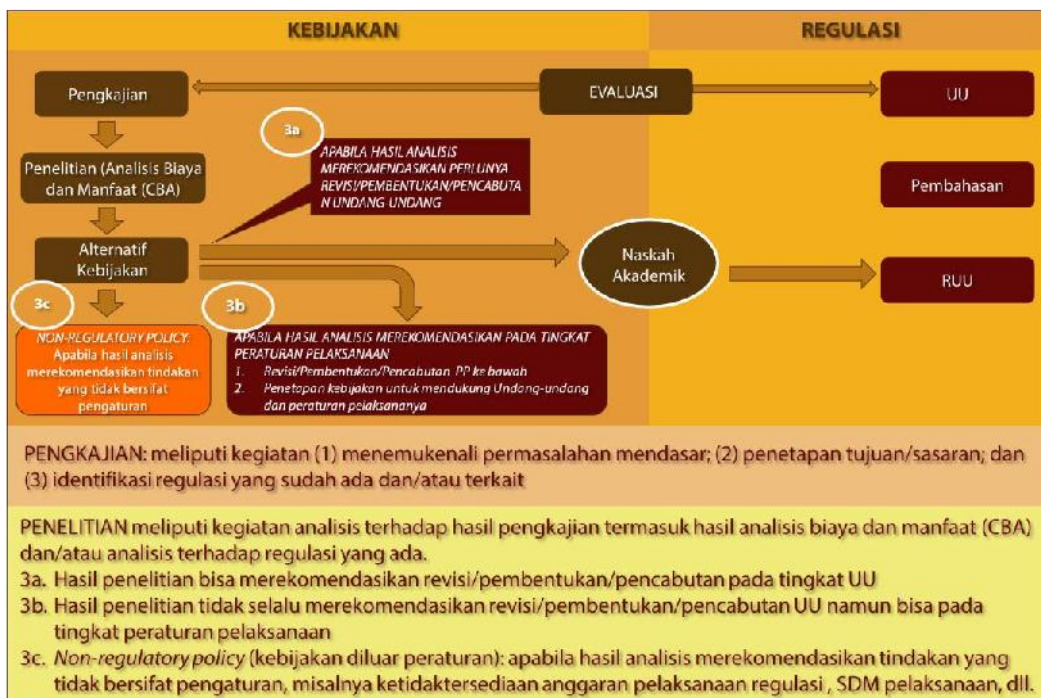 KEBIJAKAN
REGULASI
Pengkajian
EVALUASI
UU
3a
APABILA HASIL ANALISIS
MEREKOMENDASIKAN PERLUNYA
REVISI/PEMBENTUKAN/PENCABUTA
N UNDANG UNDANG
Penelitian (Analisis Biaya
dan Manfaat (CBA)
Pembahasan
Alternatif
Kebijakan
Naskah
Akademik
RUU
3c
3b
NON-REGULATORY POLICY:
Apabila hasil analisis
merekomendasikan tindakan
yang tidak bersifat
pengaturan
APABILA HASIL ANALISIS MEREKOMENDASIKAN PADA TINGKAT
PERATURAN PELAKSANAAN
1. Revisi/Pembentukan/Pencabutan PP ke bawah
2. Penetapan kebijakan untuk mendukung Undang-undang
dan peraturan pelaksananya
PENGKAJIAN: meliputi kegiatan (1) menemukenali permasalahan mendasar; (2) penetapan tujuan/sasaran; dan
(3) identifikasi regulasi yang sudah ada dan/atau terkait
PENELITIAN meliputi kegiatan analisis terhadap hasil pengkajian termasuk hasil analisis biaya dan manfaat (CBA)
dan/atau analisis terhadap regulasi yang ada.
3a. Hasil penelitian bisa merekomendasikan revisi/pembentukan/pencabutan pada tingkat UU
3b. Hasil penelitian tidak selalu merekomendasikan revisi/pembentukan/pencabutan UU namun bisa pada
tingkat peraturan pelaksanaan
3c. Non-regulatory policy (kebijakan diluar peraturan): apabila hasil analisis merekomendasikan tindakan yang
tidak bersifat pengaturan, misalnya ketidaktersediaan anggaran pelaksanaan regulasi , SDM pelaksanaan, dll.